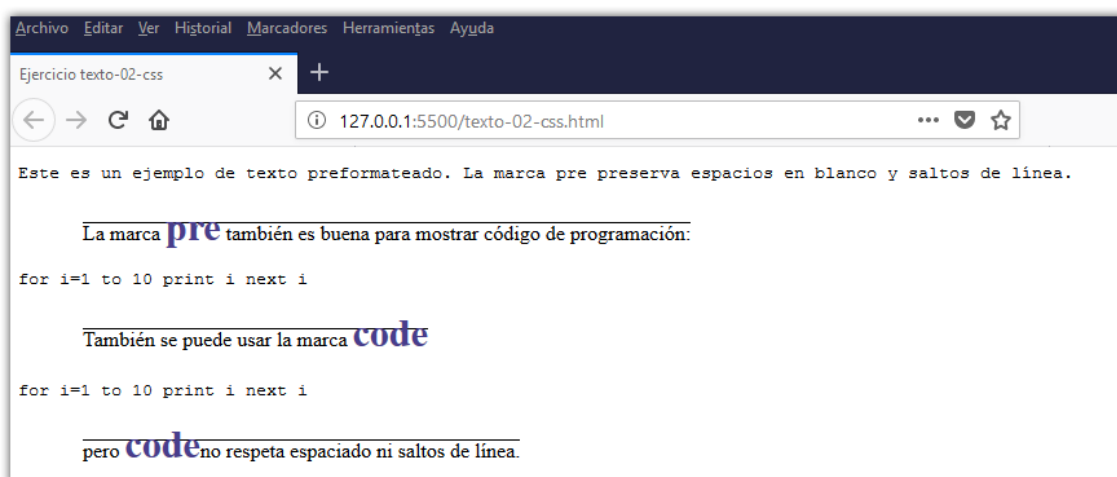 Archivo Editar Ver Historial Marcadores Herramientas Ayuda
Ejercicio texto-02-css
127.0.0.1:5500/texto-02-css.html
Este es un ejemplo de texto preformateado. La marca pre preserva espacios en blanco y saltos de línea.
La marca pre también es buena para mostrar código de programación:
for i=1 to 10 print i next i
También se puede usar la marca code
for i=1 to 10 print i next i
pero codeno respeta espaciado ni saltos de línea.